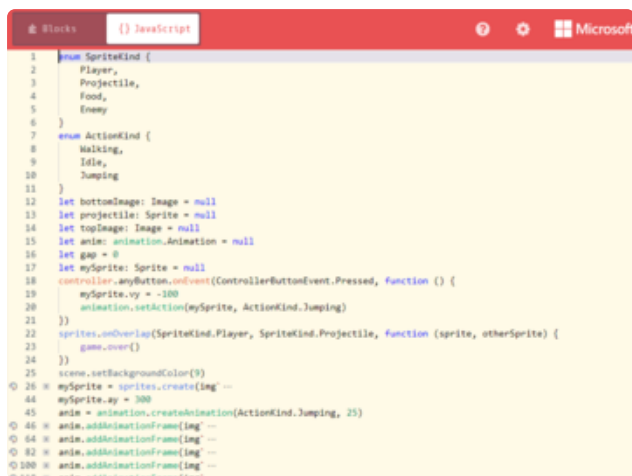 Blocks {} JavaScript ? Microsoft
1 enum SpriteKind {
2 Player,
3 Projectile,
4 Food,
5 Enemy
6 }
7 enum ActionKind {
8 Walking,
9 Idle,
10 Jumping
11 }
12 let bottomImage: Image = null
13 let projectile: Sprite = null
14 let topImage: Image = null
15 let anim: animation.Animation = null
16 let gap = 0
17 let mySprite: Sprite = null
18 controller.anyButton.onEvent(ControllerButtonEvent.Pressed, function () {
19 mySprite.vy = -100
20 animation.setAction(mySprite, ActionKind.Jumping)
21 })
22 sprites.onOverlap(SpriteKind.Player, SpriteKind.Projectile, function (sprite, otherSprite) {
23 game.over()
24 })
25 scene.setBackgroundColor(9)
26 mySprite = sprites.create(img`
44 mySprite.ay = 300
45 anim = animation.createAnimation(ActionKind.Jumping, 25)
46 anim.addAnimationFrame(img`
64 anim.addAnimationFrame(img`
82 anim.addAnimationFrame(img`
100 anim.addAnimationFrame(img`